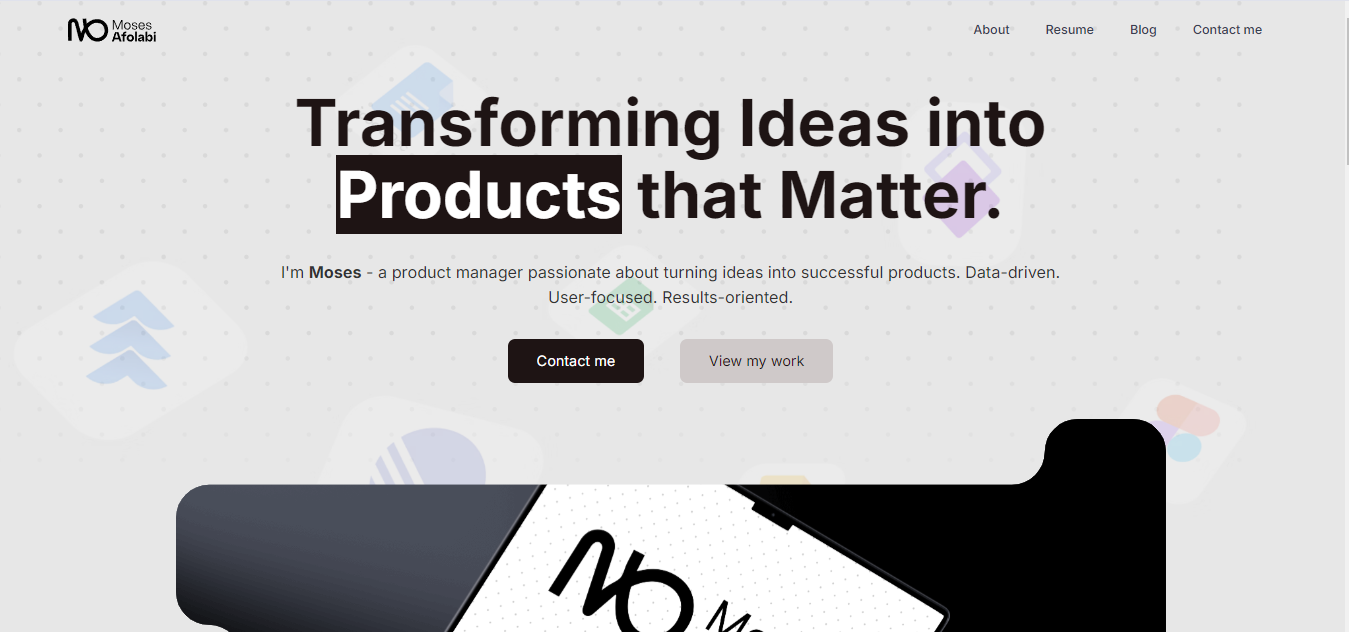 Moses
Afolabi
About Resume Blog Contact me
Transforming Ideas into
Products that Matter.
I'm Moses - a product manager passionate about turning ideas into successful products. Data-driven.
User-focused. Results-oriented.
Contact me View my work